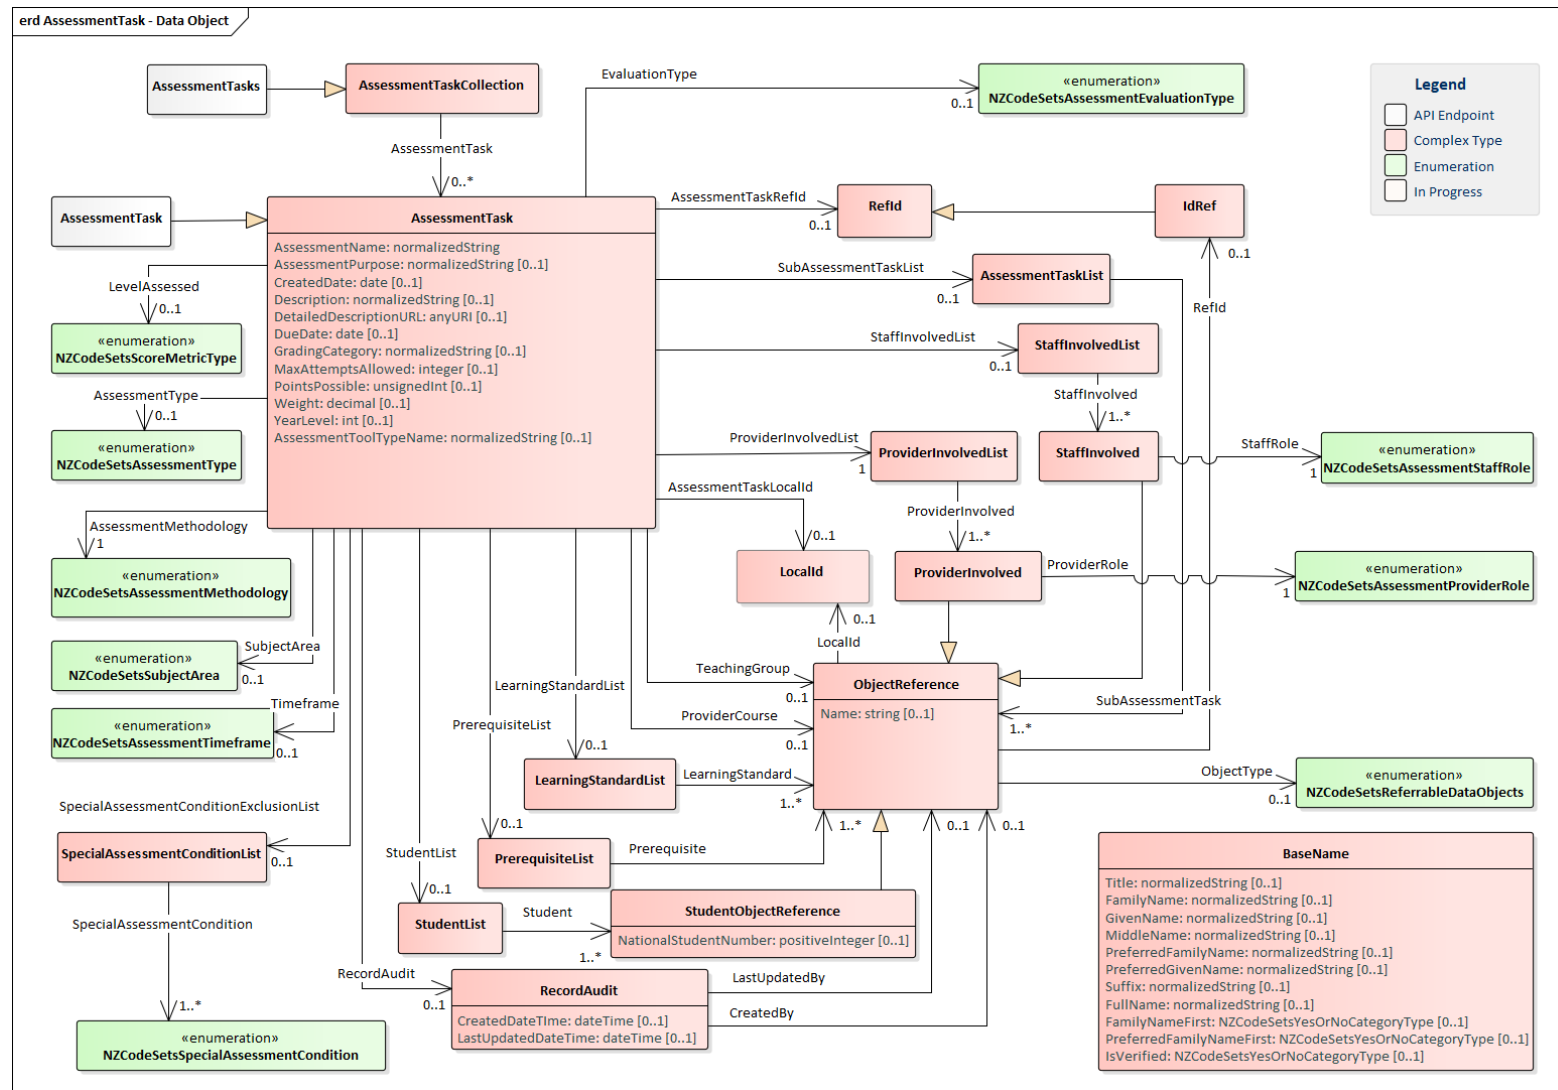 erd AssessmentTask - Data Object
AssessmentTasks
AssessmentTaskCollection
EvaluationType
0..1
«enumeration»
NZCodeSetsAssessmentEvaluationType
Legend
API Endpoint
Complex Type
Enumeration
In Progress
AssessmentTask
0..*
AssessmentTask
AssessmentTask
AssessmentName: normalizedString
AssessmentPurpose: normalizedString [0..1]
CreatedDate: date [0..1]
Description: normalizedString [0..1]
DetailedDescriptionURL: anyURI [0..1]
DueDate: date [0..1]
GradingCategory: normalizedString [0..1]
MaxAttemptsAllowed: integer [0..1]
PointsPossible: unsignedInt [0..1]
Weight: decimal [0..1]
YearLevel: int [0..1]
AssessmentToolTypeName: normalizedString [0..1]
AssessmentTaskRefId
0..1
RefId
IdRef
0..1
RefId
SubAssessmentTaskList
0..1
AssessmentTaskList
LevelAssessed
0..1
«enumeration»
NZCodeSetsScoreMetricType
StaffInvolvedList
0..1
StaffInvolvedList
StaffInvolved
1..*
StaffInvolved
StaffRole
1
«enumeration»
NZCodeSetsAssessmentStaffRole
AssessmentType
0..1
«enumeration»
NZCodeSetsAssessmentType
ProviderInvolvedList
1
ProviderInvolvedList
ProviderInvolved
1..*
ProviderInvolved
ProviderRole
1
«enumeration»
NZCodeSetsAssessmentProviderRole
AssessmentTaskLocalId
0..1
LocalId
0..1
LocalId
AssessmentMethodology
1
«enumeration»
NZCodeSetsAssessmentMethodology
SubjectArea
0..1
«enumeration»
NZCodeSetsSubjectArea
Timeframe
0..1
«enumeration»
NZCodeSetsAssessmentTimeframe
TeachingGroup
0..1
ObjectReference
Name: string [0..1]
SubAssessmentTask
1..*
ProviderCourse
0..1
LearningStandardList
0..1
LearningStandardList
LearningStandard
1..*
ObjectType
0..1
«enumeration»
NZCodeSetsReferrableDataObjects
PrerequisiteList
0..1
PrerequisiteList
Prerequisite
1..*
0..1
0..1
SpecialAssessmentConditionExclusionList
0..1
SpecialAssessmentConditionList
SpecialAssessmentCondition
1..*
«enumeration»
NZCodeSetsSpecialAssessmentCondition
StudentList
0..1
StudentList
Student
1..*
StudentObjectReference
NationalStudentNumber: positiveInteger [0..1]
RecordAudit
0..1
RecordAudit
CreatedDateTIme: dateTime [0..1]
LastUpdatedDateTime: dateTime [0..1]
LastUpdatedBy
CreatedBy
BaseName
Title: normalizedString [0..1]
FamilyName: normalizedString [0..1]
GivenName: normalizedString [0..1]
MiddleName: normalizedString [0..1]
PreferredFamilyName: normalizedString [0..1]
PreferredGivenName: normalizedString [0..1]
Suffix: normalizedString [0..1]
FullName: normalizedString [0..1]
FamilyNameFirst: NZCodeSetsYesOrNoCategoryType [0..1]
PreferredFamilyNameFirst: NZCodeSetsYesOrNoCategoryType [0..1]
IsVerified: NZCodeSetsYesOrNoCategoryType [0..1]